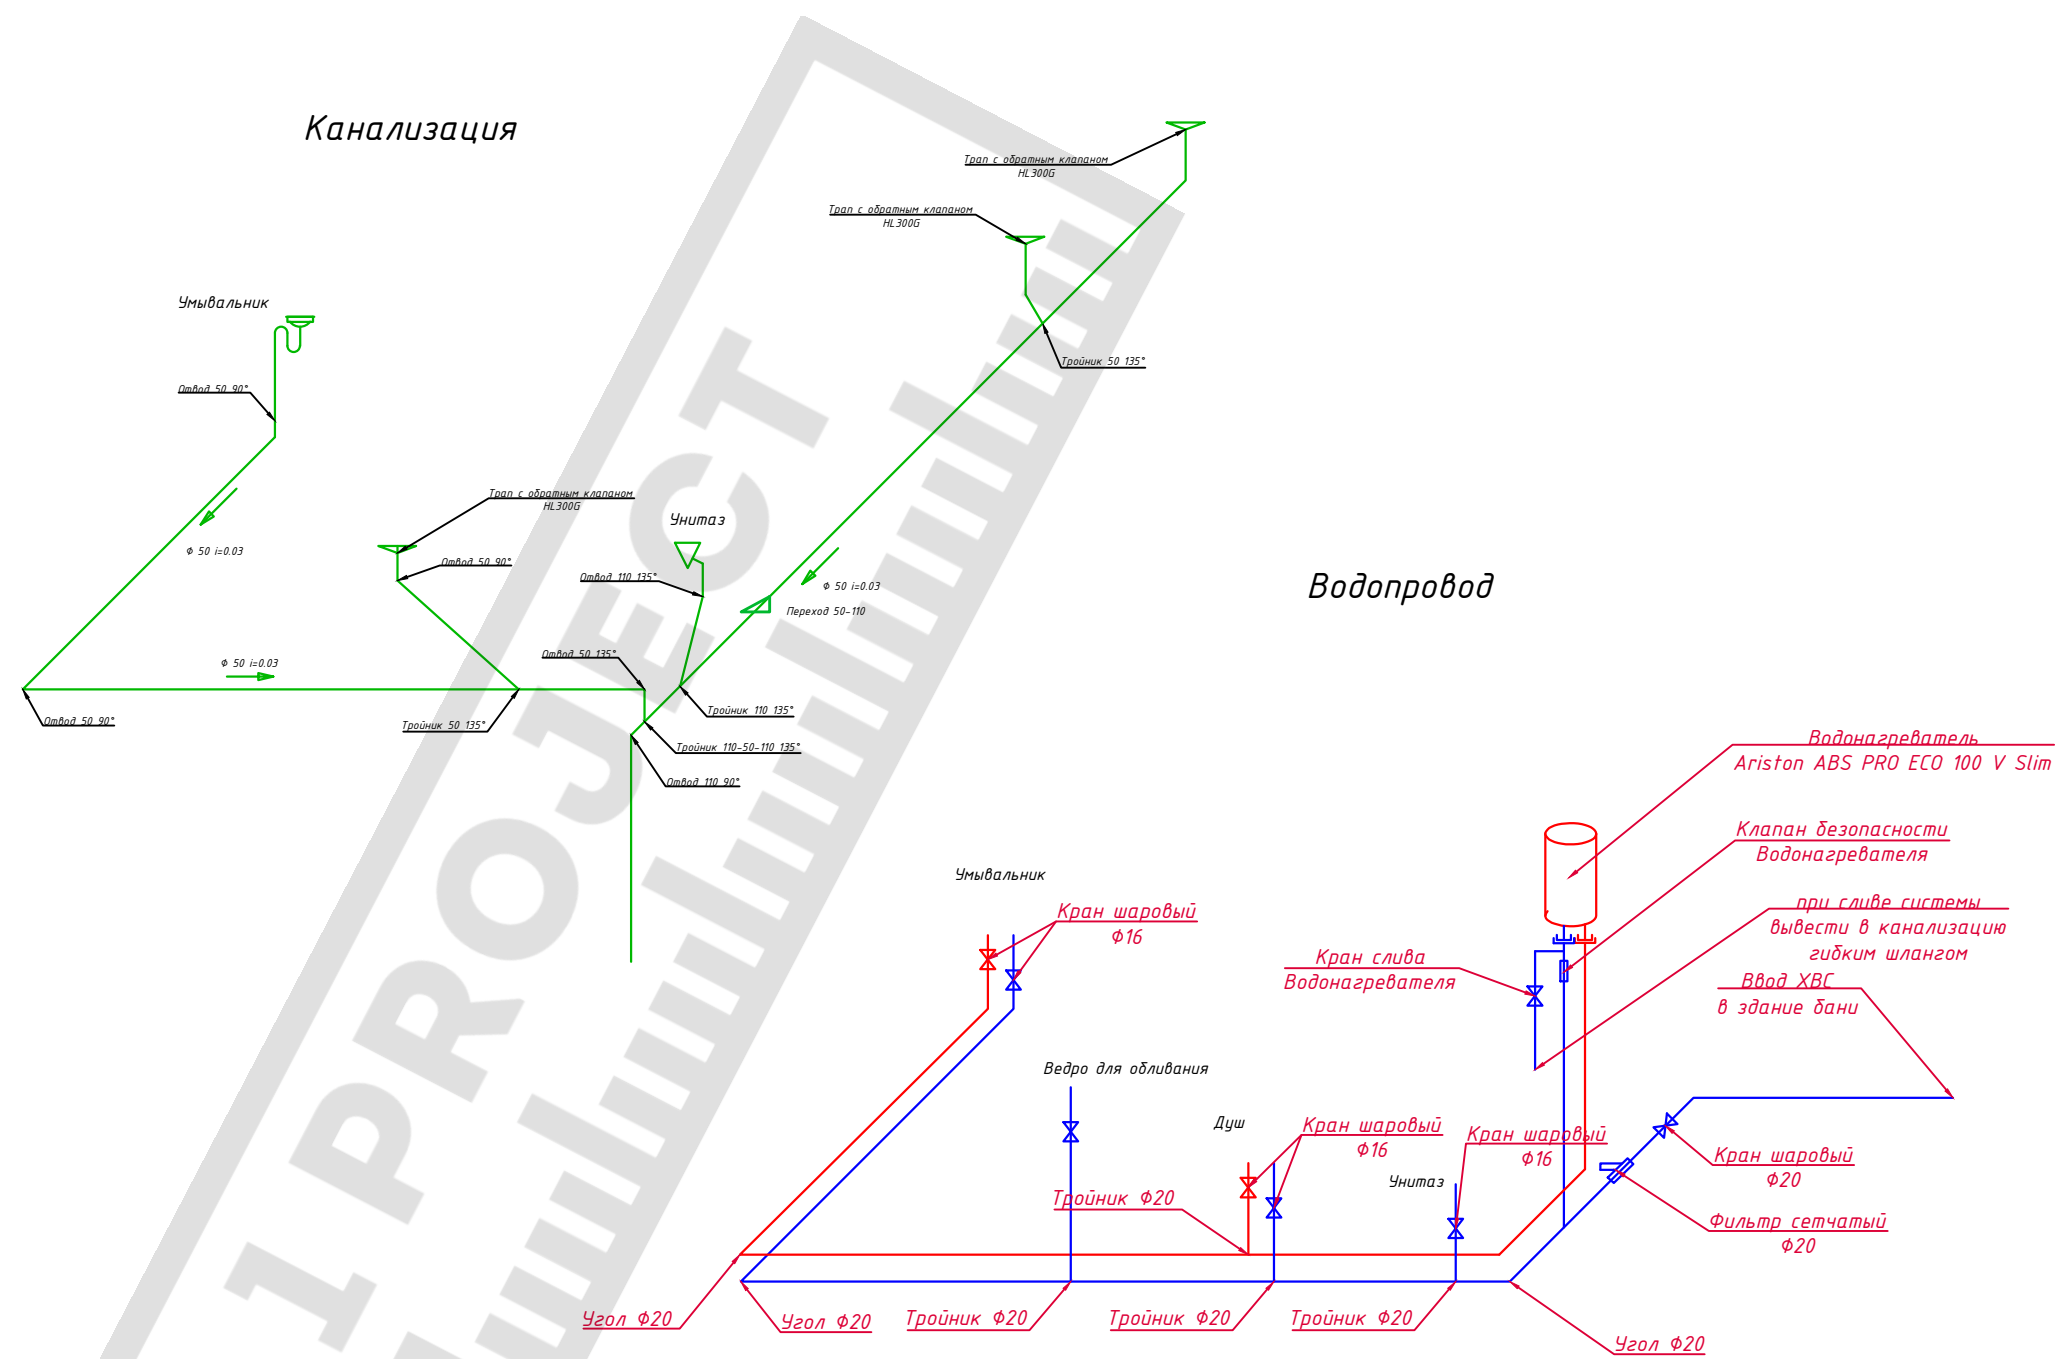 Канализация
Трап с обратным клапаном
HL300G
Трап с обратным клапаном
HL300G
Умывальник
Тройник 50 135°
Отвод 50 90°
Трап с обратным клапаном
HL300G
Унитаз
Ф 50 i=0.03
Отвод 50 90°
Отвод 110 135°
Ф 50 i=0.03
Переход 50-110
Отвод 50 135°
Ф 50 i=0.03
Отвод 50 90°
Тройник 50 135°
Тройник 110 135°
Тройник 110-50-110 135°
Отвод 110 90°
Водопровод
Водонагреватель
Ariston ABS PRO ECO 100 V Slim
Клапан безопасности
Водонагревателя
Умывальник
Кран шаровый
Ф16
при сливе системы
вывести в канализацию
гибким шлангом
Кран слива
Водонагревателя
Ввод ХВС
в здание бани
Ведро для обливания
Душ
Кран шаровый
Ф16
Кран шаровый
Ф16
Унитаз
Кран шаровый
Ф20
Тройник Ф20
Фильтр сетчатый
Ф20
Угол Ф20
Угол Ф20
Тройник Ф20
Тройник Ф20
Тройник Ф20
Угол Ф20
1PROJECT